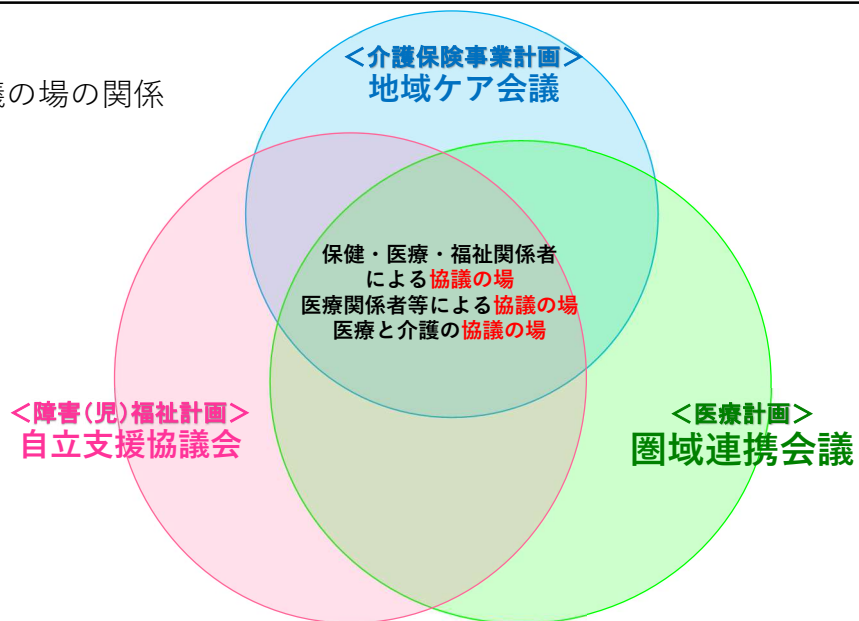 議の場の関係
＜介護保険事業計画＞
地域ケア会議
保健・医療・福祉関係者
による協議の場
医療関係者等による協議の場
医療と介護の協議の場
＜障害(児)福祉計画＞
自立支援協議会
＜医療計画＞
圏域連携会議